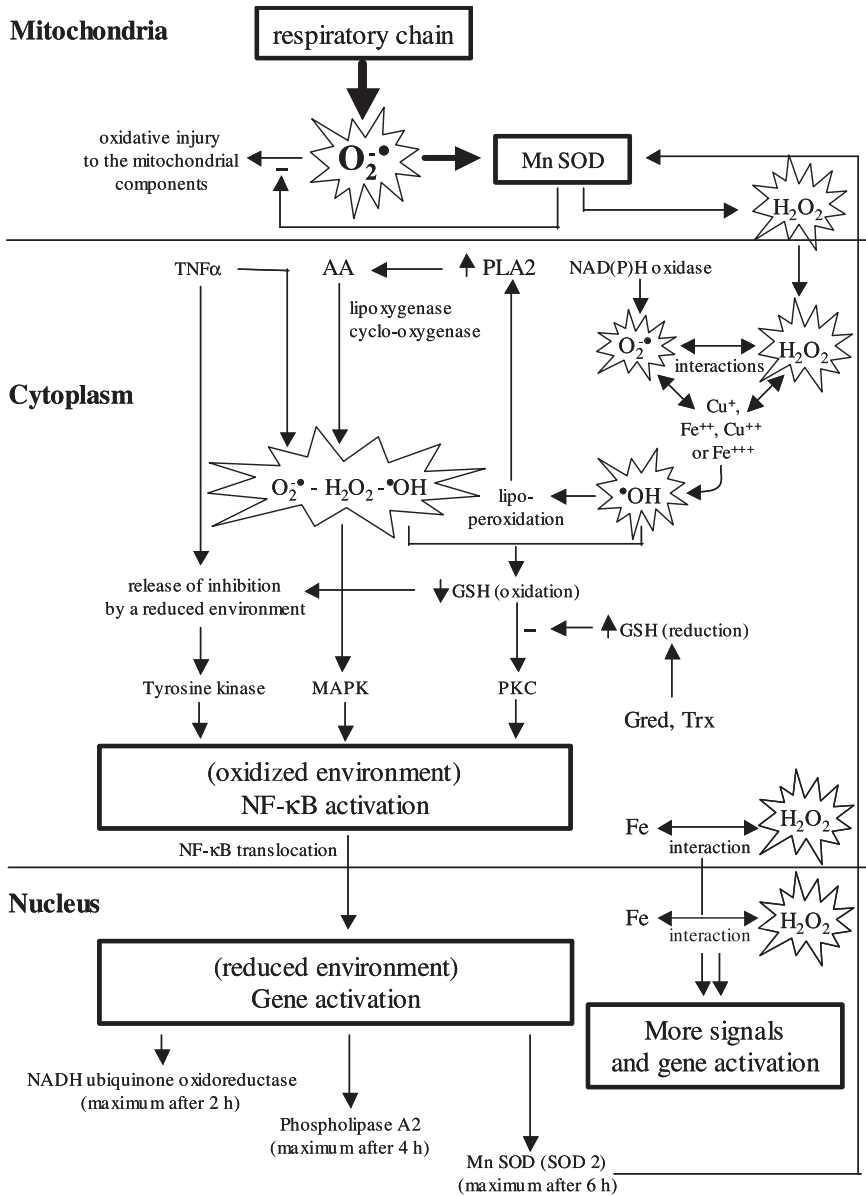 Mitochondria
respiratory chain
oxidative injury
to the mitochondrial
components
O₂⁻•
–
Mn SOD
H₂O₂
TNFα
AA
PLA2
NAD(P)H oxidase
lipoxygenase
cyclo-oxygenase
O₂⁻•
interactions
H₂O₂
Cytoplasm
Cu⁺,
Fe⁺⁺, Cu⁺⁺
or Fe⁺⁺⁺
O₂⁻• - H₂O₂ - •OH
lipo-
peroxidation
•OH
release of inhibition
by a reduced environment
GSH (oxidation)
–
GSH (reduction)
Tyrosine kinase
MAPK
PKC
Gred, Trx
(oxidized environment)
NF-κB activation
Fe
interaction
H₂O₂
NF-κB translocation
Nucleus
Fe
interaction
H₂O₂
(reduced environment)
Gene activation
More signals
and gene activation
NADH ubiquinone oxidoreductase
(maximum after 2 h)
Phospholipase A2
(maximum after 4 h)
Mn SOD (SOD 2)
(maximum after 6 h)